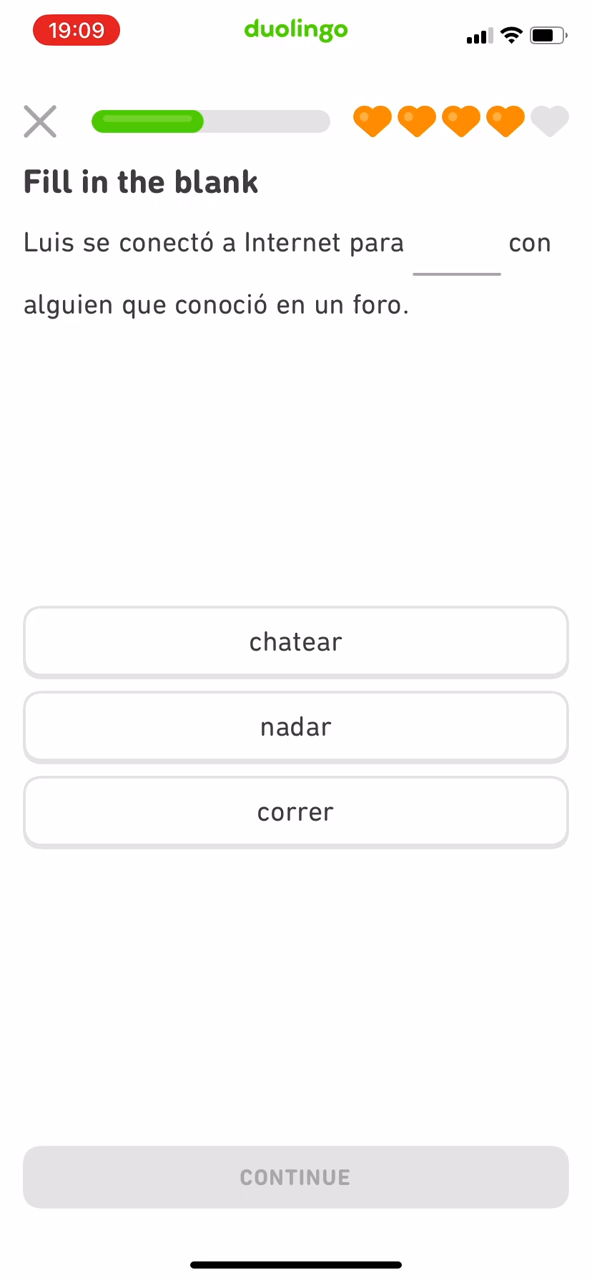 19:09
duolingo
Fill in the blank
Luis se conectó a Internet para ______ con
alguien que conoció en un foro.
chatear
nadar
correr
CONTINUE